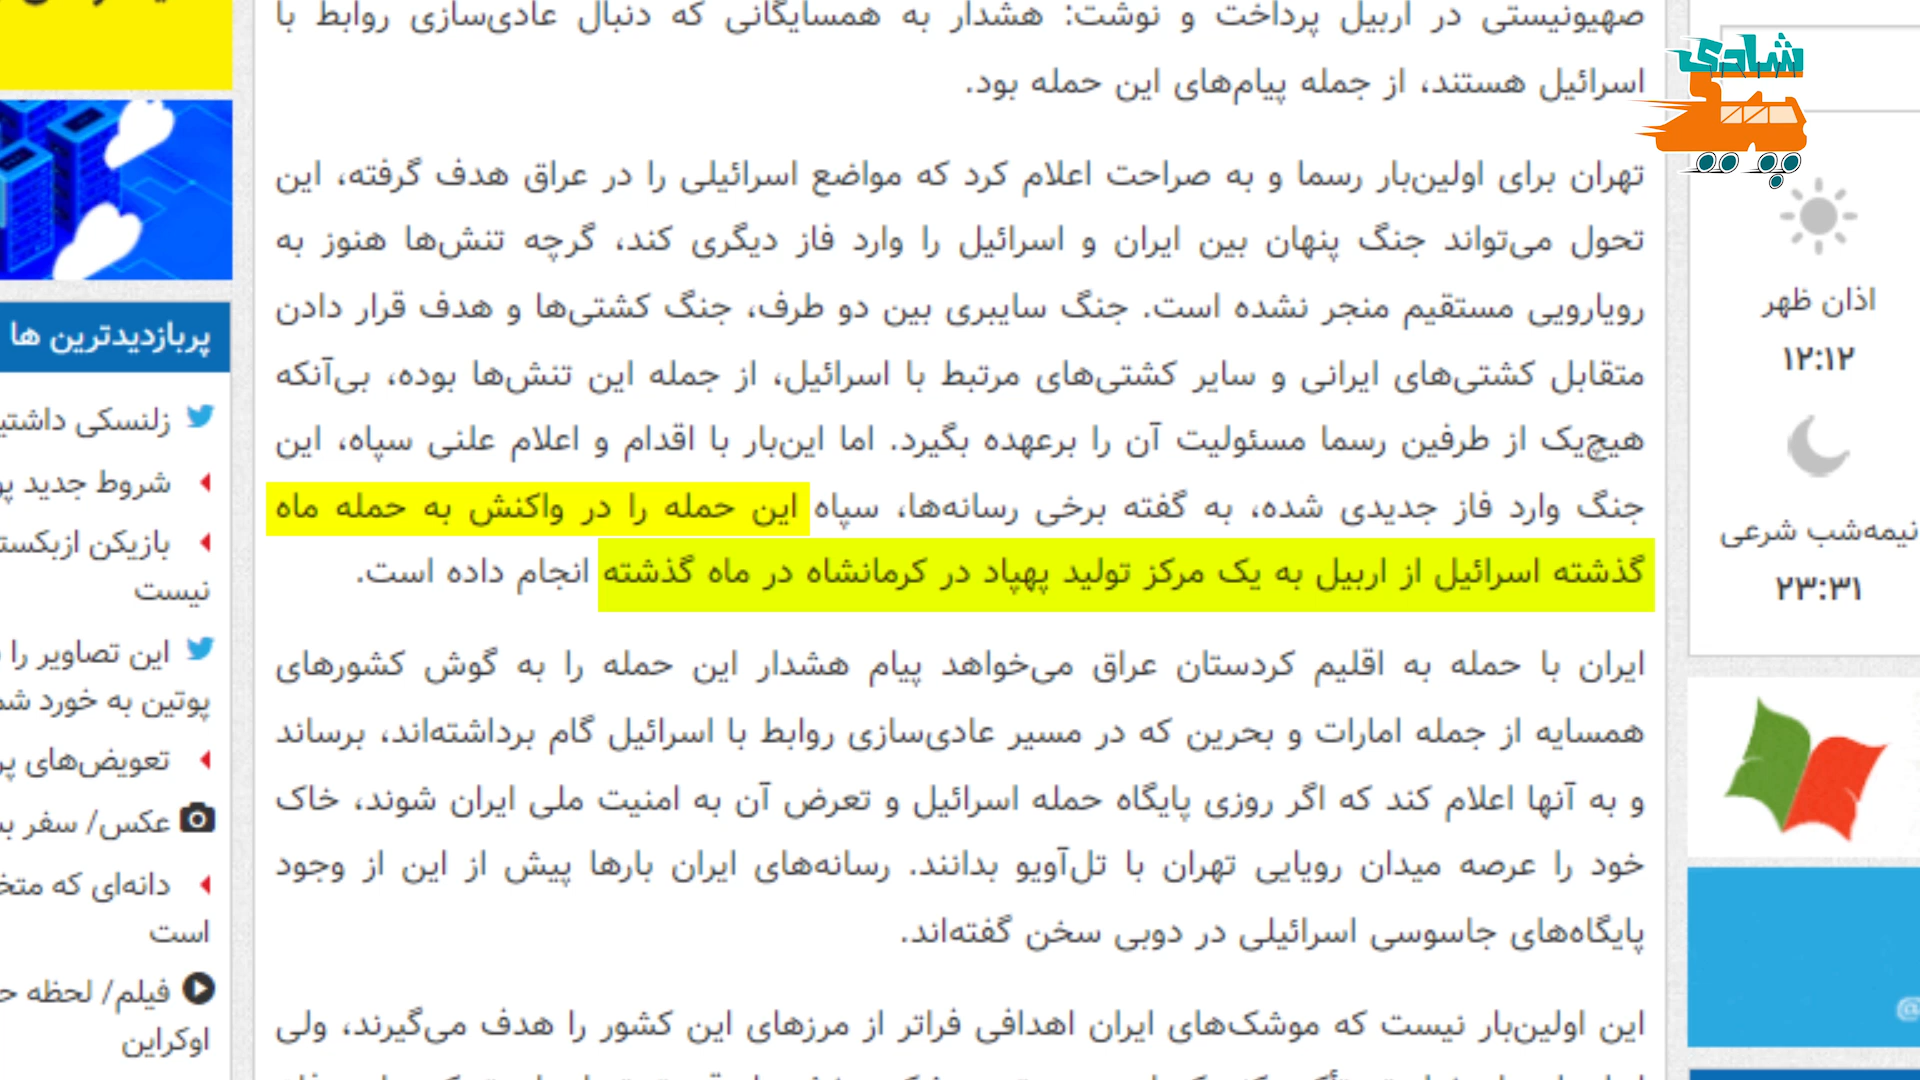 شادی
صهیونیستی در اربیل پرداخت و نوشت: هشدار به همسایگانی که دنبال عادی‌سازی روابط با
اسرائیل هستند، از جمله پیام‌های این حمله بود.
تهران برای اولین‌بار رسما و به صراحت اعلام کرد که مواضع اسرائیلی را در عراق هدف گرفته، این
تحول می‌تواند جنگ پنهان بین ایران و اسرائیل را وارد فاز دیگری کند، گرچه تنش‌ها هنوز به
رویارویی مستقیم منجر نشده است. جنگ سایبری بین دو طرف، جنگ کشتی‌ها و هدف قرار دادن
متقابل کشتی‌های ایرانی و سایر کشتی‌های مرتبط با اسرائیل، از جمله این تنش‌ها بوده، بی‌آنکه
هیچ‌یک از طرفین رسما مسئولیت آن را برعهده بگیرد. اما این‌بار با اقدام و اعلام علنی سپاه، این
جنگ وارد فاز جدیدی شده، به گفته برخی رسانه‌ها، سپاه این حمله را در واکنش به حمله ماه
گذشته اسرائیل از اربیل به یک مرکز تولید پهپاد در کرمانشاه در ماه گذشته انجام داده است.
ایران با حمله به اقلیم کردستان عراق می‌خواهد پیام هشدار این حمله را به گوش کشورهای
همسایه از جمله امارات و بحرین که در مسیر عادی‌سازی روابط با اسرائیل گام برداشته‌اند، برساند
و به آنها اعلام کند که اگر روزی پایگاه حمله اسرائیل و تعرض آن به امنیت ملی ایران شوند، خاک
خود را عرصه میدان رویایی تهران با تل‌آویو بدانند. رسانه‌های ایران بارها پیش از این از وجود
پایگاه‌های جاسوسی اسرائیلی در دوبی سخن گفته‌اند.
این اولین‌بار نیست که موشک‌های ایران اهدافی فراتر از مرزهای این کشور را هدف می‌گیرند، ولی
اذان ظهر
۱۲:۱۲
نیمه‌شب شرعی
۲۳:۳۱
@
پربازدیدترین ها
زلنسکی
شروط جدید
بازیکن
نیست
این تصاویر را
پوتین به خورد
تعویض‌های
عکس/ سفر
دانه‌ای که
است
فیلم/ لحظه
اوکراین